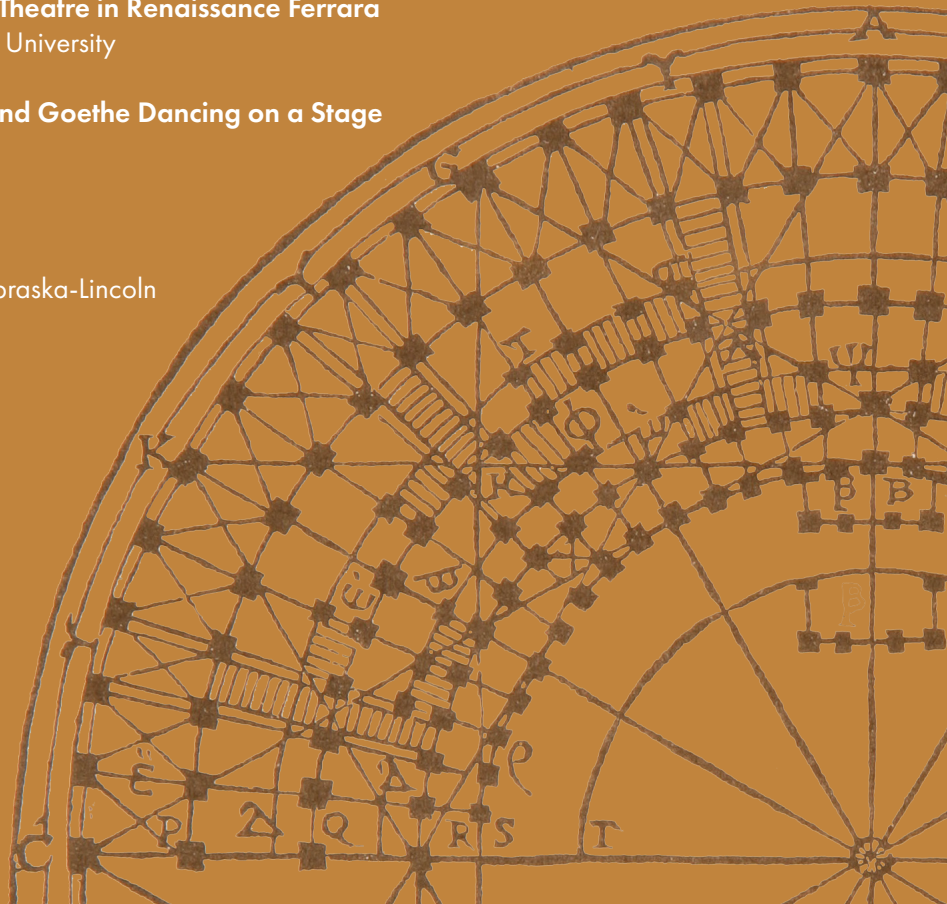 Theatre in Renaissance Ferrara
University
nd Goethe Dancing on a Stage
braska-Lincoln
A
Y
G
I
Ψ
Φ
K
K
β B
B
B
Δ
ρ
C
P
Δ
Q
R
S
T